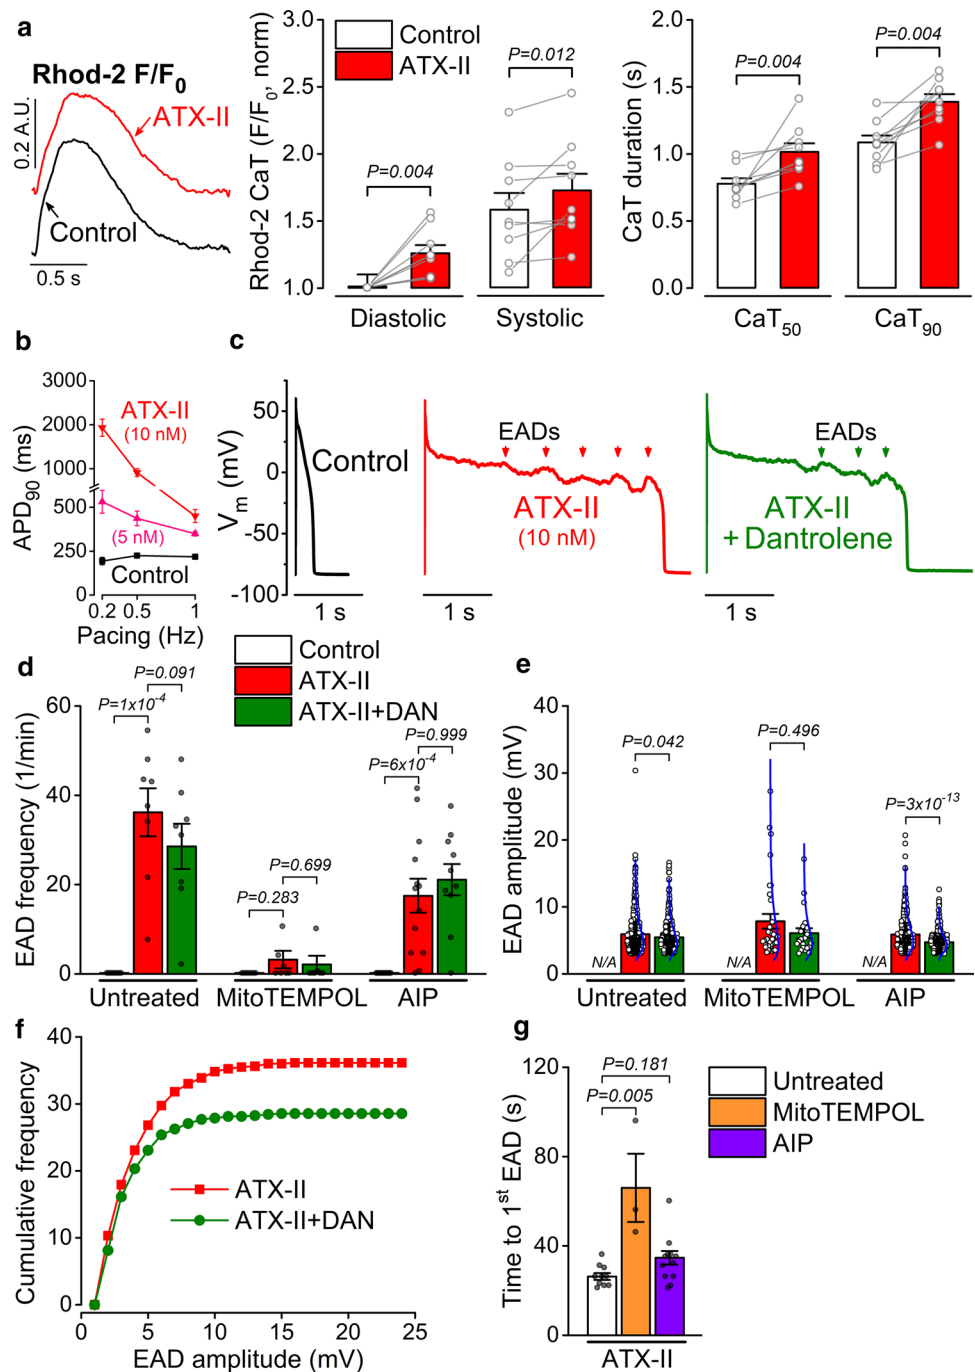 a
Rhod-2 F/F0
0.2 A.U.
ATX-II
Control
0.5 s
Rhod-2 CaT (F/F0, norm)
3.0
2.5
2.0
1.5
1.0
Control
ATX-II
P=0.004
P=0.012
Diastolic
Systolic
CaT duration (s)
2.0
1.5
1.0
0.5
0
P=0.004
P=0.004
CaT50
CaT90
b
APD90 (ms)
3000
2000
1000
500
250
0
ATX-II
(10 nM)
(5 nM)
Control
0.2
0.5
1
Pacing (Hz)
c
Vm (mV)
50
0
-50
-100
Control
1 s
EADs
ATX-II
(10 nM)
1 s
EADs
ATX-II
+ Dantrolene
1 s
Control
ATX-II
ATX-II+DAN
d
EAD frequency (1/min)
60
40
20
0
P=1x10-4
P=0.091
P=0.283
P=0.699
P=6x10-4
P=0.999
Untreated
MitoTEMPOL
AIP
e
EAD amplitude (mV)
40
30
20
10
0
P=0.042
P=0.496
P=3x10-13
N/A
N/A
N/A
Untreated
MitoTEMPOL
AIP
f
Cumulative frequency
40
30
20
10
0
ATX-II
ATX-II+DAN
0
5
10
15
20
25
EAD amplitude (mV)
g
Time to 1st EAD (s)
120
80
40
0
P=0.181
P=0.005
Untreated
MitoTEMPOL
AIP
ATX-II